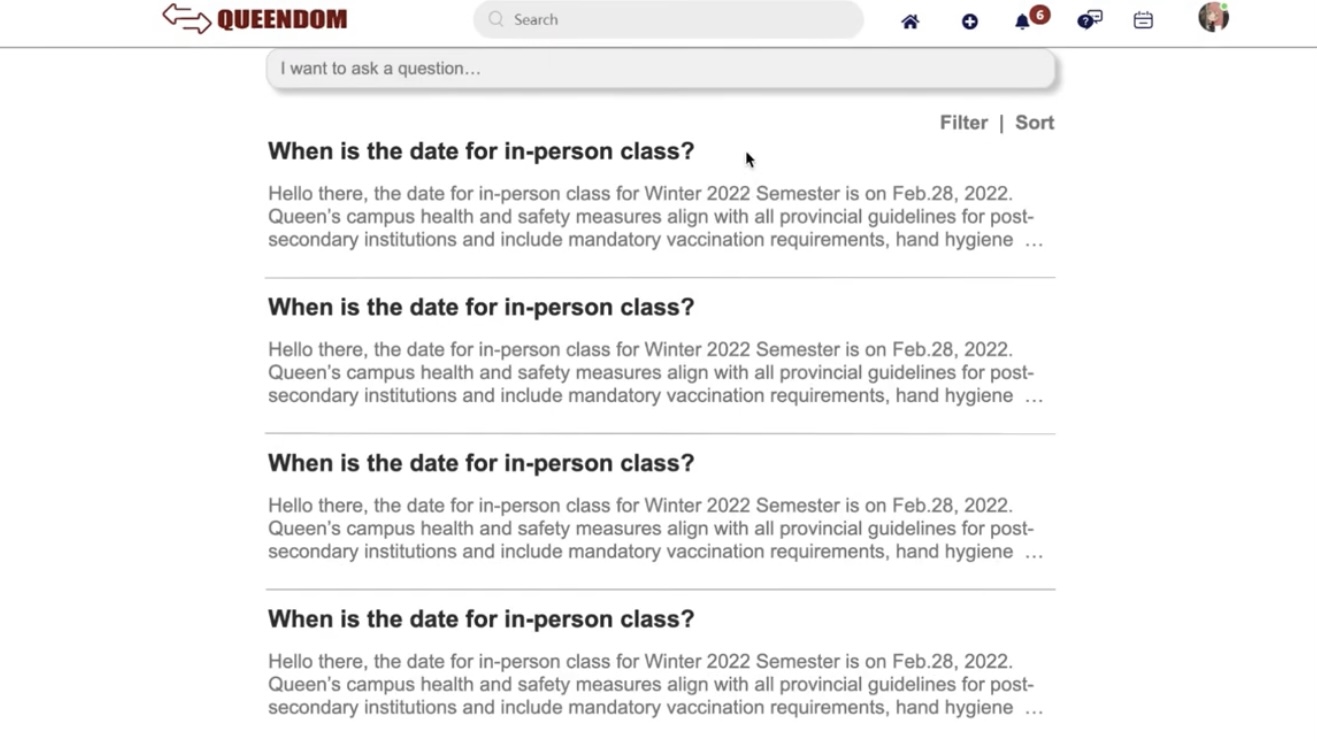 QUEENDOM
Search
6
I want to ask a question…
Filter | Sort
When is the date for in-person class?
Hello there, the date for in-person class for Winter 2022 Semester is on Feb.28, 2022.
Queen's campus health and safety measures align with all provincial guidelines for post-
secondary institutions and include mandatory vaccination requirements, hand hygiene …
When is the date for in-person class?
Hello there, the date for in-person class for Winter 2022 Semester is on Feb.28, 2022.
Queen's campus health and safety measures align with all provincial guidelines for post-
secondary institutions and include mandatory vaccination requirements, hand hygiene …
When is the date for in-person class?
Hello there, the date for in-person class for Winter 2022 Semester is on Feb.28, 2022.
Queen's campus health and safety measures align with all provincial guidelines for post-
secondary institutions and include mandatory vaccination requirements, hand hygiene …
When is the date for in-person class?
Hello there, the date for in-person class for Winter 2022 Semester is on Feb.28, 2022.
Queen's campus health and safety measures align with all provincial guidelines for post-
secondary institutions and include mandatory vaccination requirements, hand hygiene …